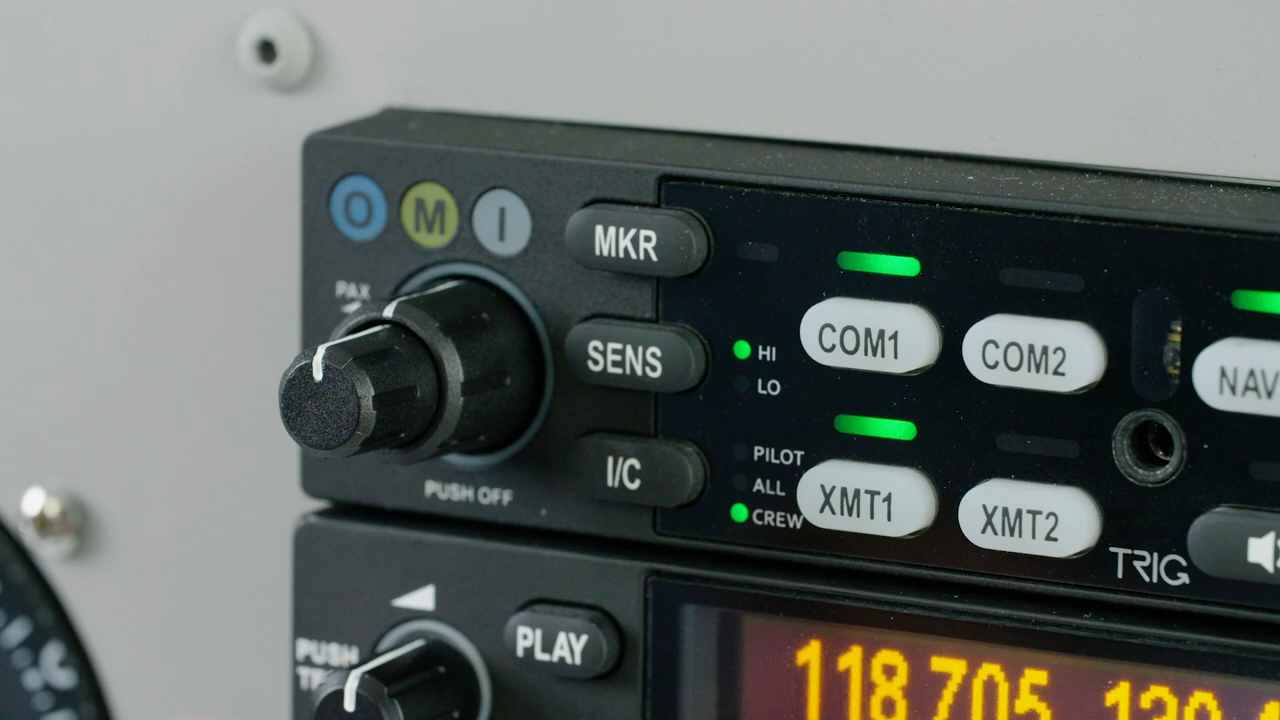 O M I
MKR
PAX
COM1
COM2
NAV
SENS
HI
LO
I/C
PILOT
ALL
CREW
XMT1
XMT2
PUSH OFF
TRIG
PUSH
PLAY
118.705